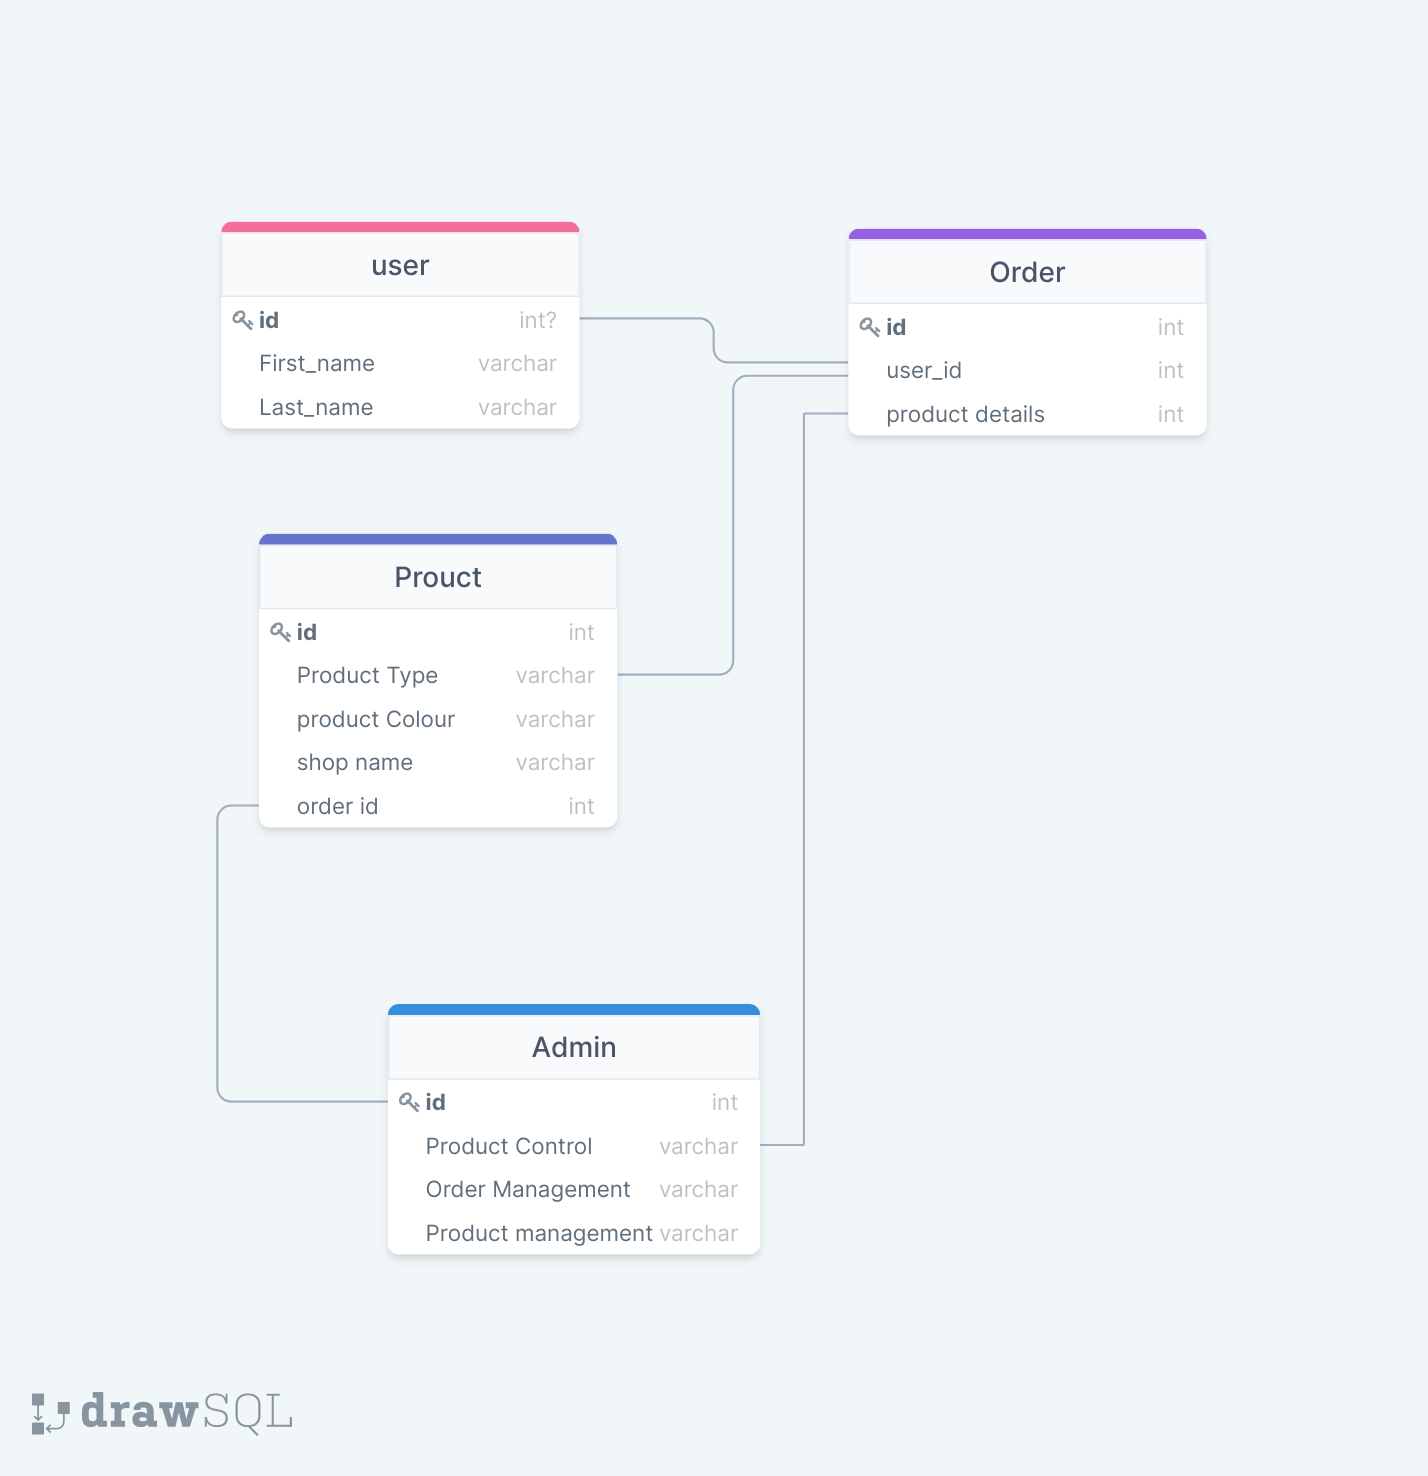 user
id int?
First_name varchar
Last_name varchar
Order
id int
user_id int
product details int
Prouct
id int
Product Type varchar
product Colour varchar
shop name varchar
order id int
Admin
id int
Product Control varchar
Order Management varchar
Product management varchar
drawSQL